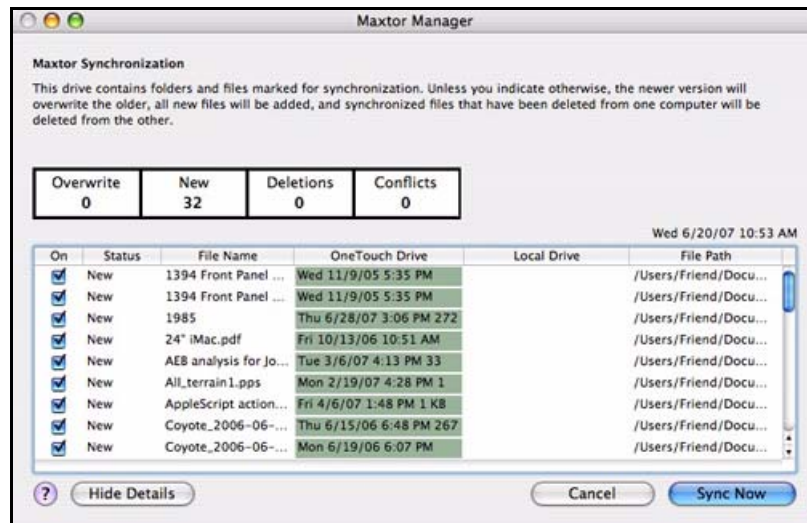 Maxtor Manager
Maxtor Synchronization
This drive contains folders and files marked for synchronization. Unless you indicate otherwise, the newer version will
overwrite the older, all new files will be added, and synchronized files that have been deleted from one computer will be
deleted from the other.
Overwrite New Deletions Conflicts
0 32 0 0
Wed 6/20/07 10:53 AM
On Status File Name OneTouch Drive Local Drive File Path
New 1394 Front Panel ... Wed 11/9/05 5:35 PM /Users/Friend/Docu...
New 1394 Front Panel ... Wed 11/9/05 5:35 PM /Users/Friend/Docu...
New 1985 Thu 6/28/07 3:06 PM 272 /Users/Friend/Docu...
New 24" iMac.pdf Fri 10/13/06 10:51 AM /Users/Friend/Docu...
New AEB analysis for Jo... Tue 3/6/07 4:13 PM 33 /Users/Friend/Docu...
New All_terrain1.pps Mon 2/19/07 4:28 PM 1 /Users/Friend/Docu...
New AppleScript action... Fri 4/6/07 1:48 PM 1 KB /Users/Friend/Docu...
New Coyote_2006-06-... Thu 6/15/06 6:48 PM 267 /Users/Friend/Docu...
New Coyote_2006-06-... Mon 6/19/06 6:07 PM /Users/Friend/Docu...
? Hide Details Cancel Sync Now